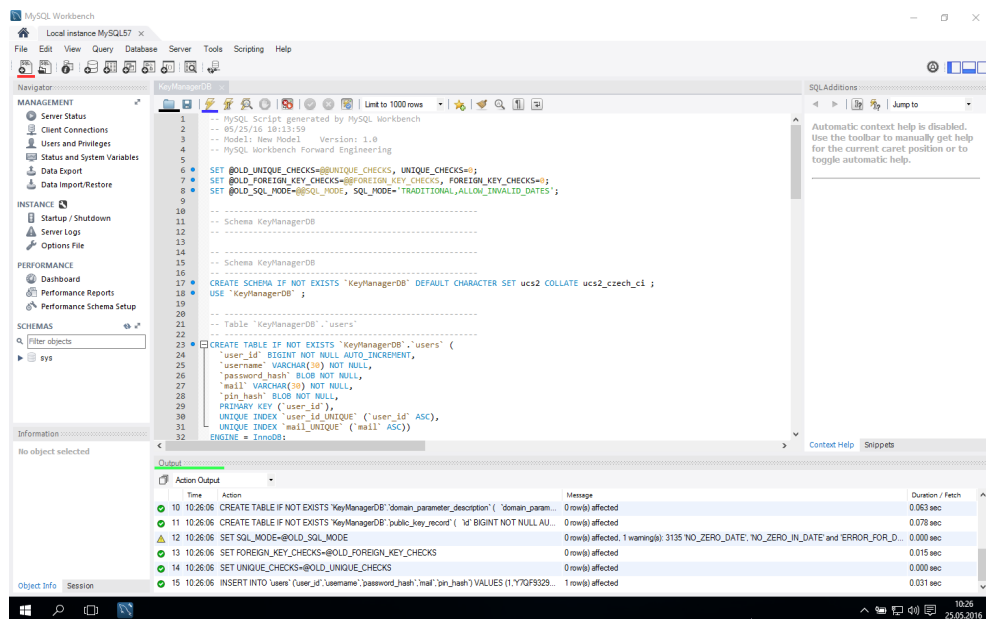 MySQL Workbench
Local instance MySQL57 ×
File Edit View Query Database Server Tools Scripting Help
Navigator
MANAGEMENT
Server Status
Client Connections
Users and Privileges
Status and System Variables
Data Export
Data Import/Restore
INSTANCE
Startup / Shutdown
Server Logs
Options File
PERFORMANCE
Dashboard
Performance Reports
Performance Schema Setup
SCHEMAS
Filter objects
sys
Information
No object selected
Object Info Session
KeyManagerDB ×
Limit to 1000 rows
1 -- MySQL Script generated by MySQL Workbench
2 -- 05/25/16 10:13:59
3 -- Model: New Model    Version: 1.0
4 -- MySQL Workbench Forward Engineering
5
6 SET @OLD_UNIQUE_CHECKS=@@UNIQUE_CHECKS, UNIQUE_CHECKS=0;
7 SET @OLD_FOREIGN_KEY_CHECKS=@@FOREIGN_KEY_CHECKS, FOREIGN_KEY_CHECKS=0;
8 SET @OLD_SQL_MODE=@@SQL_MODE, SQL_MODE='TRADITIONAL,ALLOW_INVALID_DATES';
9
10 -- -----------------------------------------------------
11 -- Schema KeyManagerDB
12 -- -----------------------------------------------------
13
14 -- -----------------------------------------------------
15 -- Schema KeyManagerDB
16 -- -----------------------------------------------------
17 CREATE SCHEMA IF NOT EXISTS `KeyManagerDB` DEFAULT CHARACTER SET ucs2 COLLATE ucs2_czech_ci ;
18 USE `KeyManagerDB` ;
19
20 -- -----------------------------------------------------
21 -- Table `KeyManagerDB`.`users`
22 -- -----------------------------------------------------
23 CREATE TABLE IF NOT EXISTS `KeyManagerDB`.`users` (
24 `user_id` BIGINT NOT NULL AUTO_INCREMENT,
25 `username` VARCHAR(30) NOT NULL,
26 `password_hash` BLOB NOT NULL,
27 `mail` VARCHAR(30) NOT NULL,
28 `pin_hash` BLOB NOT NULL,
29 PRIMARY KEY (`user_id`),
30 UNIQUE INDEX `user_id_UNIQUE` (`user_id` ASC),
31 UNIQUE INDEX `mail_UNIQUE` (`mail` ASC))
32 ENGINE = InnoDB;
SQLAdditions
Jump to
Automatic context help is disabled.
Use the toolbar to manually get help
for the current caret position or to
toggle automatic help.
Context Help Snippets
Output
Action Output
Time Action Message Duration / Fetch
10 10:26:06 CREATE TABLE IF NOT EXISTS `KeyManagerDB`.`domain_parameter_description` ( `domain_param... 0 row(s) affected 0.063 sec
11 10:26:06 CREATE TABLE IF NOT EXISTS `KeyManagerDB`.`public_key_record` ( `id` BIGINT NOT NULL AU... 0 row(s) affected 0.078 sec
12 10:26:06 SET SQL_MODE=@OLD_SQL_MODE 0 row(s) affected, 1 warning(s): 3135 'NO_ZERO_DATE', 'NO_ZERO_IN_DATE' and 'ERROR_FOR_D... 0.000 sec
13 10:26:06 SET FOREIGN_KEY_CHECKS=@OLD_FOREIGN_KEY_CHECKS 0 row(s) affected 0.015 sec
14 10:26:06 SET UNIQUE_CHECKS=@OLD_UNIQUE_CHECKS 0 row(s) affected 0.000 sec
15 10:26:06 INSERT INTO `users` (`user_id`,`username`,`password_hash`,`mail`,`pin_hash`) VALUES (1,'Y7QF9329... 1 row(s) affected 0.031 sec
10:26
25.05.2016